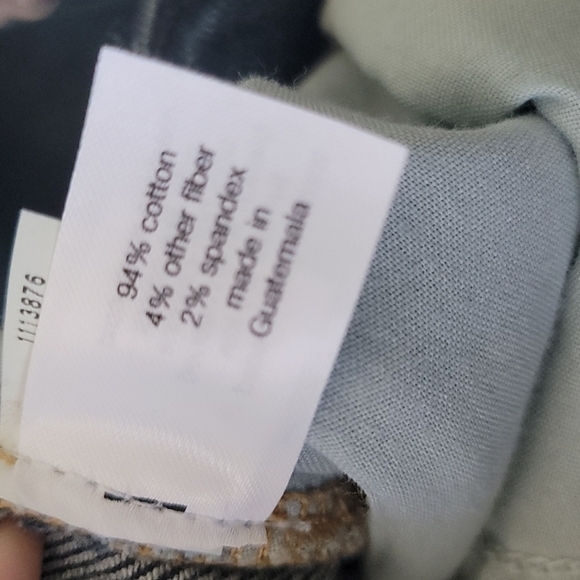 94% cotton
4% other fiber
2% spandex
made in
Guatemala
1113876